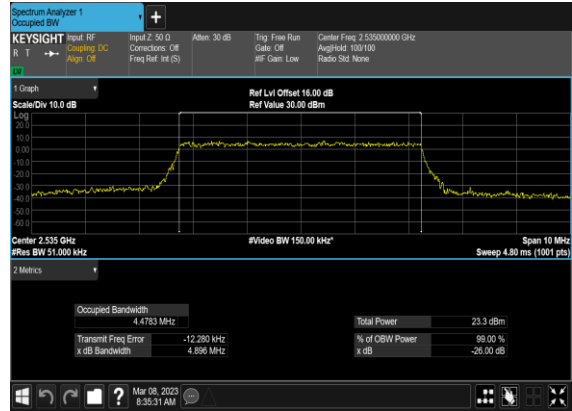 Spectrum Analyzer 1
Occupied BW
KEYSIGHT Input: RF Input Z: 50 Ω Atten: 30 dB Trig: Free Run Center Freq: 2.535000000 GHz
R T Coupling: DC Corrections: Off Gate: Off Avg|Hold: 100/100
Align: Off Freq Ref: Int (S) #IF Gain: Low Radio Std: None
1 Graph
Ref Lvl Offset 16.00 dB
Scale/Div 10.0 dB Ref Value 30.00 dBm
Log
20.0
10.0
0.00
-10.0
-20.0
-30.0
-40.0
-50.0
-60.0
Center 2.535 GHz #Video BW 150.00 kHz* Span 10 MHz
#Res BW 51.000 kHz Sweep 4.80 ms (1001 pts)
2 Metrics
Occupied Bandwidth
4.4783 MHz Total Power 23.3 dBm
Transmit Freq Error -12.280 kHz % of OBW Power 99.00 %
x dB Bandwidth 4.896 MHz x dB -26.00 dB
Mar 08, 2023
8:35:31 AM